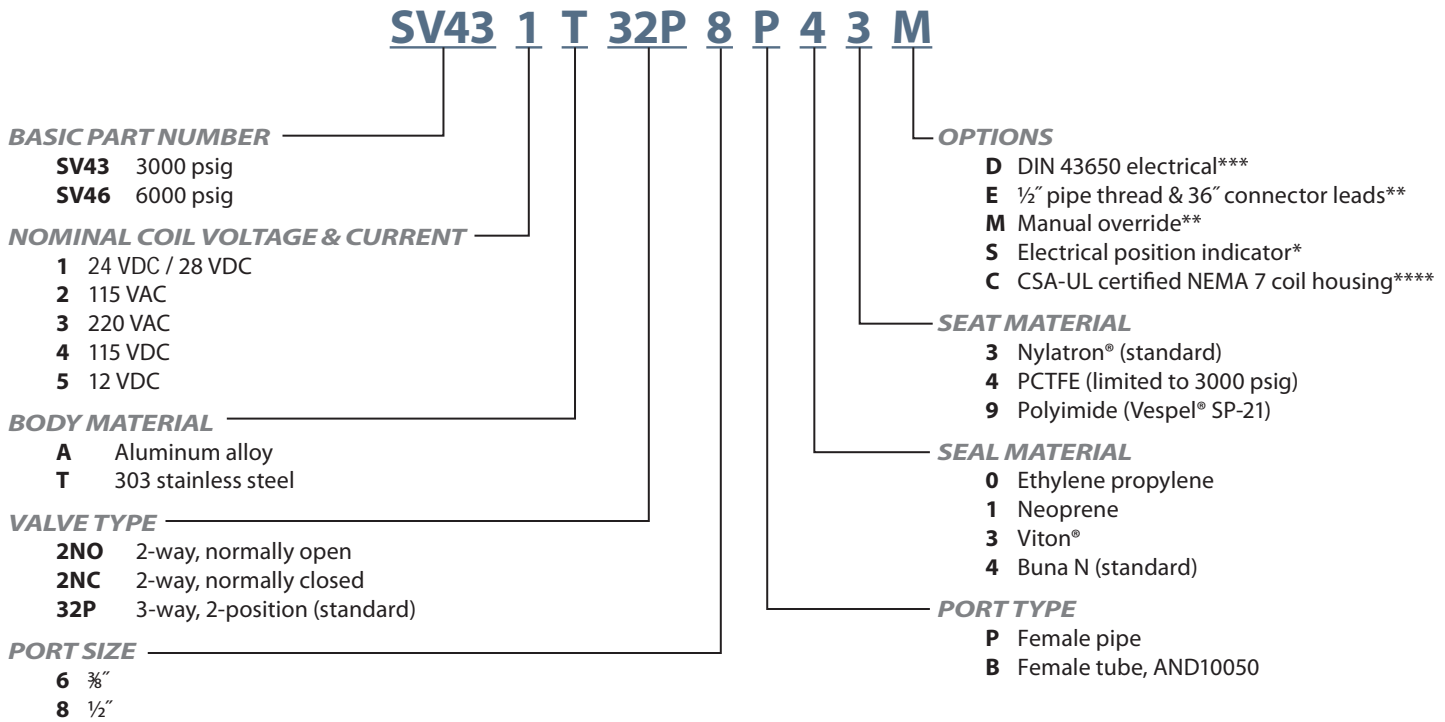 SV43 1 T 32P 8 P 4 3 M
BASIC PART NUMBER
SV43 3000 psig
SV46 6000 psig
NOMINAL COIL VOLTAGE & CURRENT
1 24 VDC / 28 VDC
2 115 VAC
3 220 VAC
4 115 VDC
5 12 VDC
BODY MATERIAL
A Aluminum alloy
T 303 stainless steel
VALVE TYPE
2NO 2-way, normally open
2NC 2-way, normally closed
32P 3-way, 2-position (standard)
PORT SIZE
6 ⅜˝
8 ½˝
OPTIONS
D DIN 43650 electrical***
E ½˝ pipe thread & 36˝ connector leads**
M Manual override**
S Electrical position indicator*
C CSA-UL certified NEMA 7 coil housing****
SEAT MATERIAL
3 Nylatron® (standard)
4 PCTFE (limited to 3000 psig)
9 Polyimide (Vespel® SP-21)
SEAL MATERIAL
0 Ethylene propylene
1 Neoprene
3 Viton®
4 Buna N (standard)
PORT TYPE
P Female pipe
B Female tube, AND10050